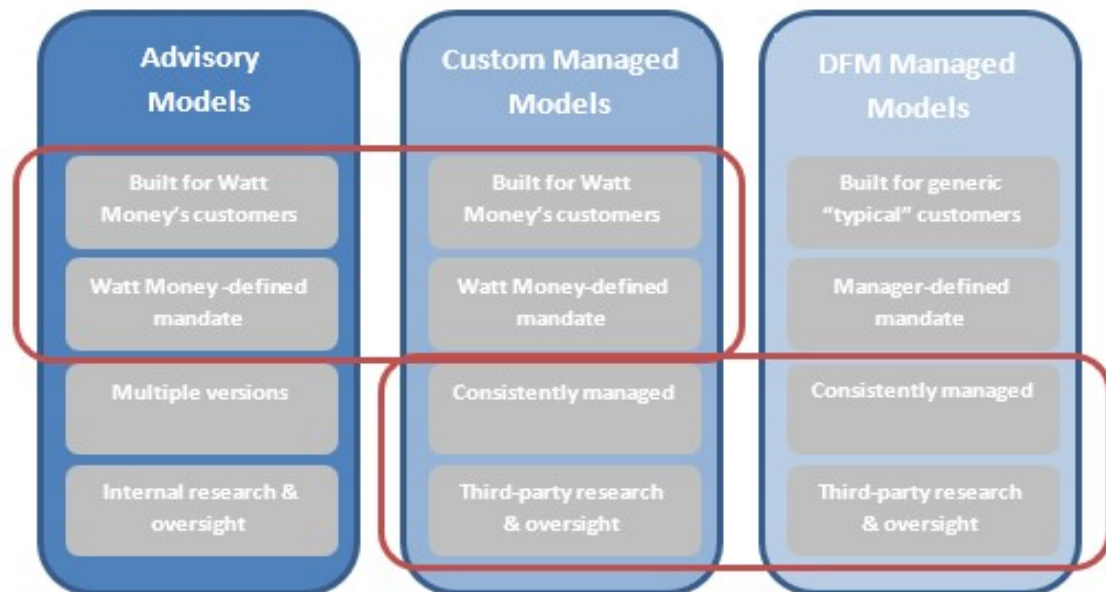 Advisory
Models
Built for Watt
Money's customers
Watt Money -defined
mandate
Multiple versions
Internal research &
oversight
Custom Managed
Models
Built for Watt
Money's customers
Watt Money-defined
mandate
Consistently managed
Third-party research
& oversight
DFM Managed
Models
Built for generic
“typical” customers
Manager-defined
mandate
Consistently managed
Third-party research
& oversight